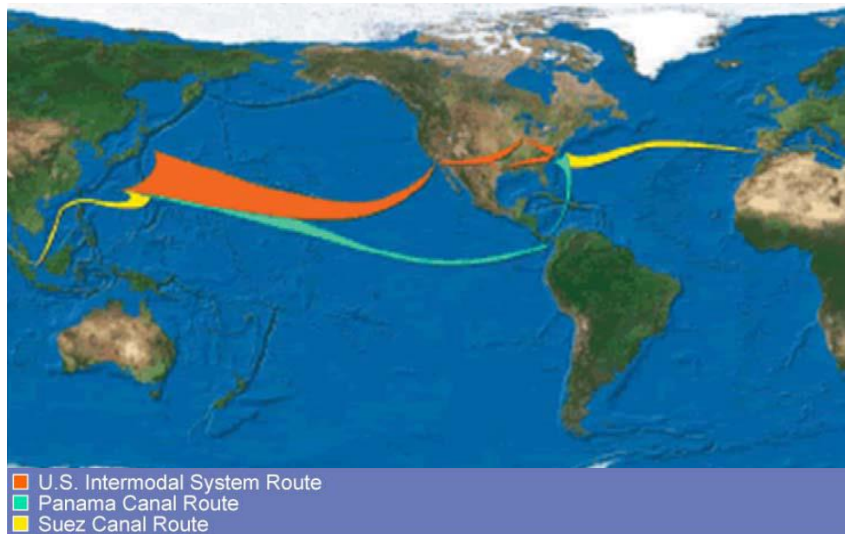 U.S. Intermodal System Route
Panama Canal Route
Suez Canal Route